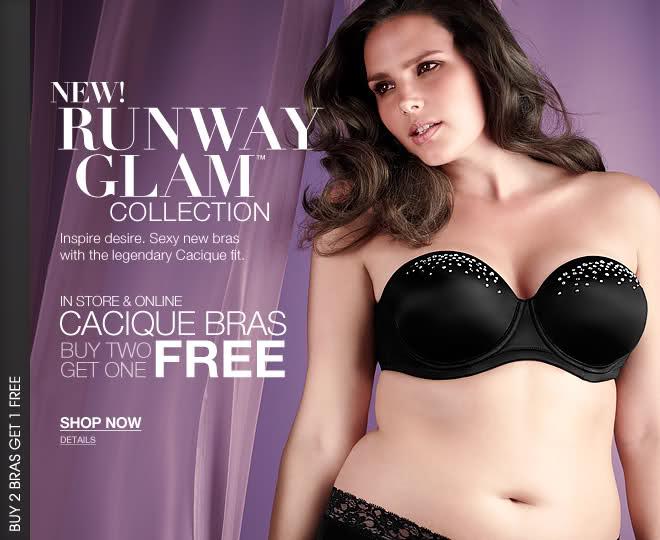 NEW!
RUNWAY
GLAM™
COLLECTION
Inspire desire. Sexy new bras
with the legendary Cacique fit.
IN STORE & ONLINE
CACIQUE BRAS
BUY TWO
GET ONE FREE
SHOP NOW
DETAILS
BUY 2 BRAS GET 1 FREE